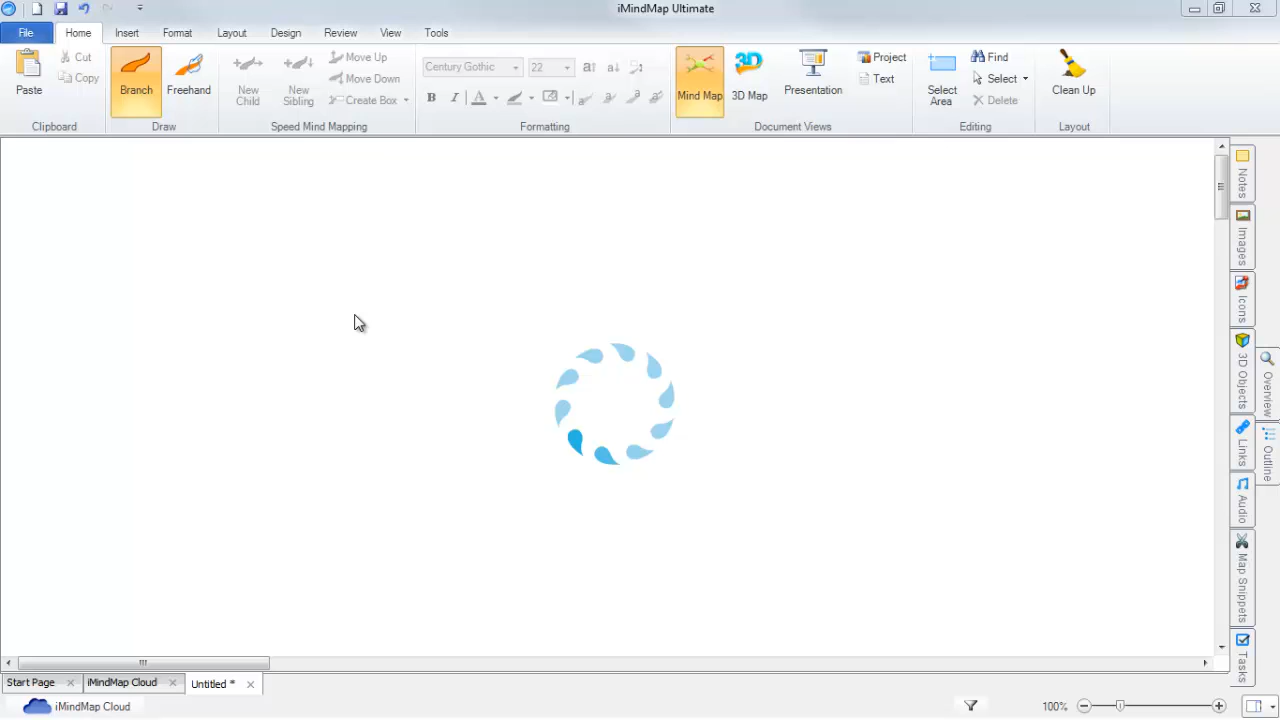 iMindMap Ultimate
File Home Insert Format Layout Design Review View Tools
Paste Cut Copy Clipboard
Branch Freehand Draw
New Child New Sibling Move Up Move Down Create Box Speed Mind Mapping
Century Gothic 22 B I A Formatting
Mind Map 3D Map Presentation Project Text Document Views
Select Area Find Select Delete Editing
Clean Up Layout
Notes
Images
Icons
3D Objects
Links
Audio
Map Snippets
Tasks
Overview
Outline
Start Page iMindMap Cloud Untitled *
iMindMap Cloud 100%